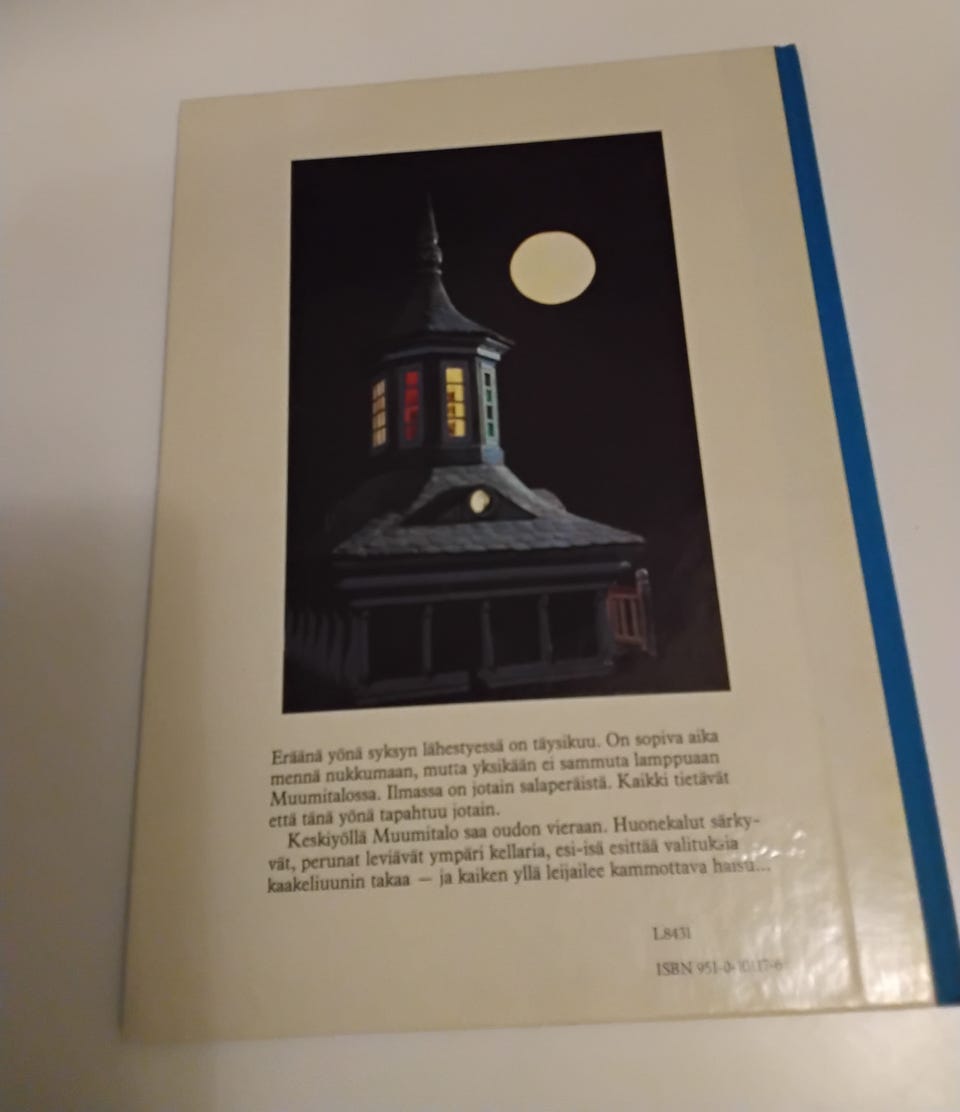 Eräänä yönä syksyn lähestyessä on täysikuu. On sopiva aika
mennä nukkumaan, mutta yksikään ei sammuta lamppuaan
Muumitalossa. Ilmassa on jotain salaperäistä. Kaikki tietävät
että tänä yönä tapahtuu jotain.
Keskiyöllä Muumitalo saa oudon vieraan. Huonekalut särky-
vät, perunat leviävät ympäri kellaria, esi-isä esittää valituksia
kaakeliuunin takaa — ja kaiken yllä leijailee kammottava haisu...
L8431
ISBN